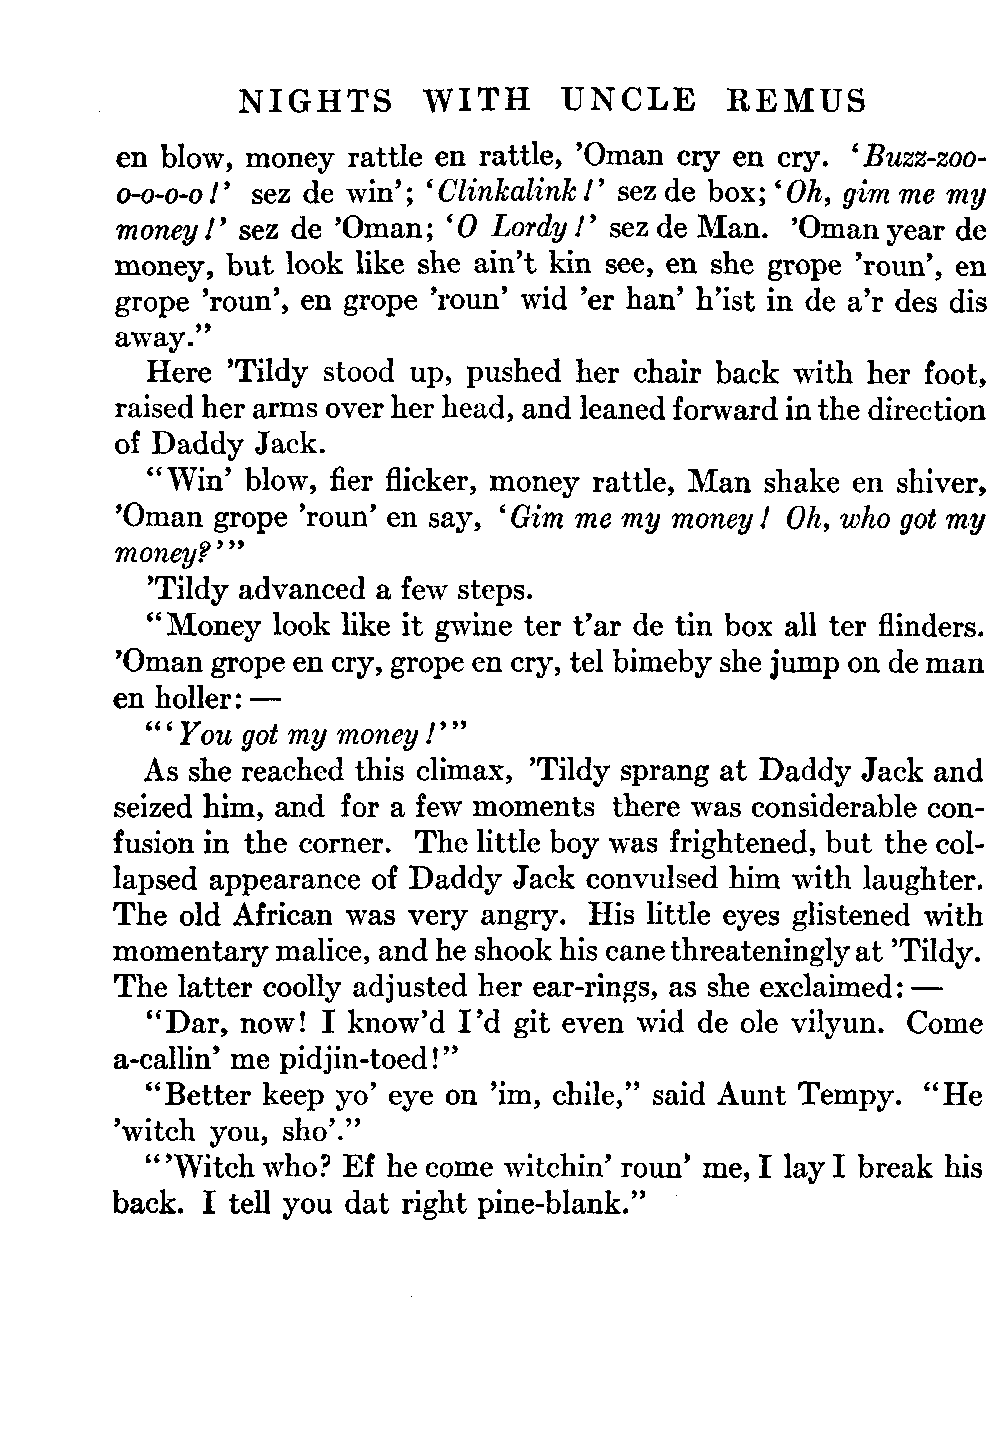 NIGHTS WITH UNCLE REMUS
en blow, money rattle en rattle, ’Oman cry en cry. ‘Buzz-zoo-
o-o-o-o!’ sez de win’; ‘Clinkalink!’ sez de box; ‘Oh, gim me my
money!’ sez de ’Oman; ‘O Lordy!’ sez de Man. ’Oman year de
money, but look like she ain’t kin see, en she grope ’roun’, en
grope ’roun’, en grope ’roun’ wid ’er han’ h’ist in de a’r des dis
away.”
Here ’Tildy stood up, pushed her chair back with her foot,
raised her arms over her head, and leaned forward in the direction
of Daddy Jack.
“Win’ blow, fier flicker, money rattle, Man shake en shiver,
’Oman grope ’roun’ en say, ‘Gim me my money! Oh, who got my
money?’”
’Tildy advanced a few steps.
“Money look like it gwine ter t’ar de tin box all ter flinders.
’Oman grope en cry, grope en cry, tel bimeby she jump on de man
en holler: —
“‘You got my money!’”
As she reached this climax, ’Tildy sprang at Daddy Jack and
seized him, and for a few moments there was considerable con-
fusion in the corner. The little boy was frightened, but the col-
lapsed appearance of Daddy Jack convulsed him with laughter.
The old African was very angry. His little eyes glistened with
momentary malice, and he shook his cane threateningly at ’Tildy.
The latter coolly adjusted her ear-rings, as she exclaimed: —
“Dar, now! I know’d I’d git even wid de ole vilyun. Come
a-callin’ me pidjin-toed!”
“Better keep yo’ eye on ’im, chile,” said Aunt Tempy. “He
’witch you, sho’.”
“’Witch who? Ef he come witchin’ roun’ me, I lay I break his
back. I tell you dat right pine-blank.”